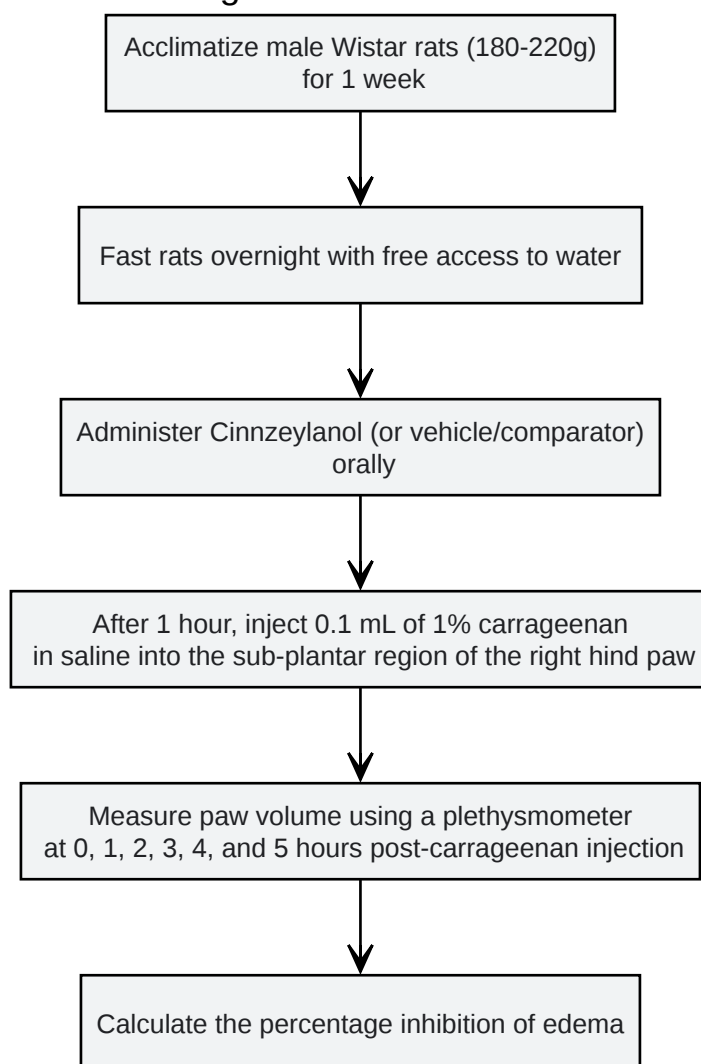 Acclimatize male Wistar rats (180-220g)
for 1 week
Fast rats overnight with free access to water
Administer Cinnzeylanol (or vehicle/comparator)
orally
After 1 hour, inject 0.1 mL of 1% carrageenan
in saline into the sub-plantar region of the right hind paw
Measure paw volume using a plethysmometer
at 0, 1, 2, 3, 4, and 5 hours post-carrageenan injection
Calculate the percentage inhibition of edema